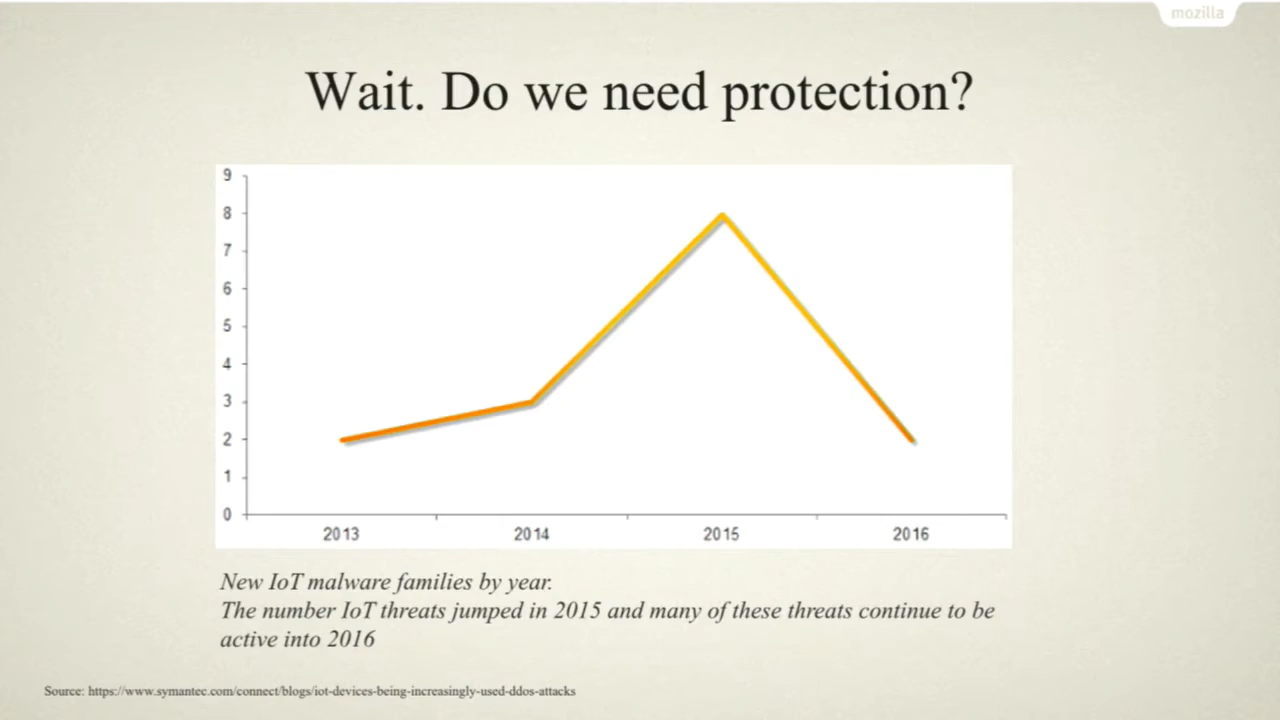 mozilla
Wait. Do we need protection?
9
8
7
6
5
4
3
2
1
0
2013 2014 2015 2016
New IoT malware families by year.
The number IoT threats jumped in 2015 and many of these threats continue to be
active into 2016
Source: https://www.symantec.com/connect/blogs/iot-devices-being-increasingly-used-ddos-attacks